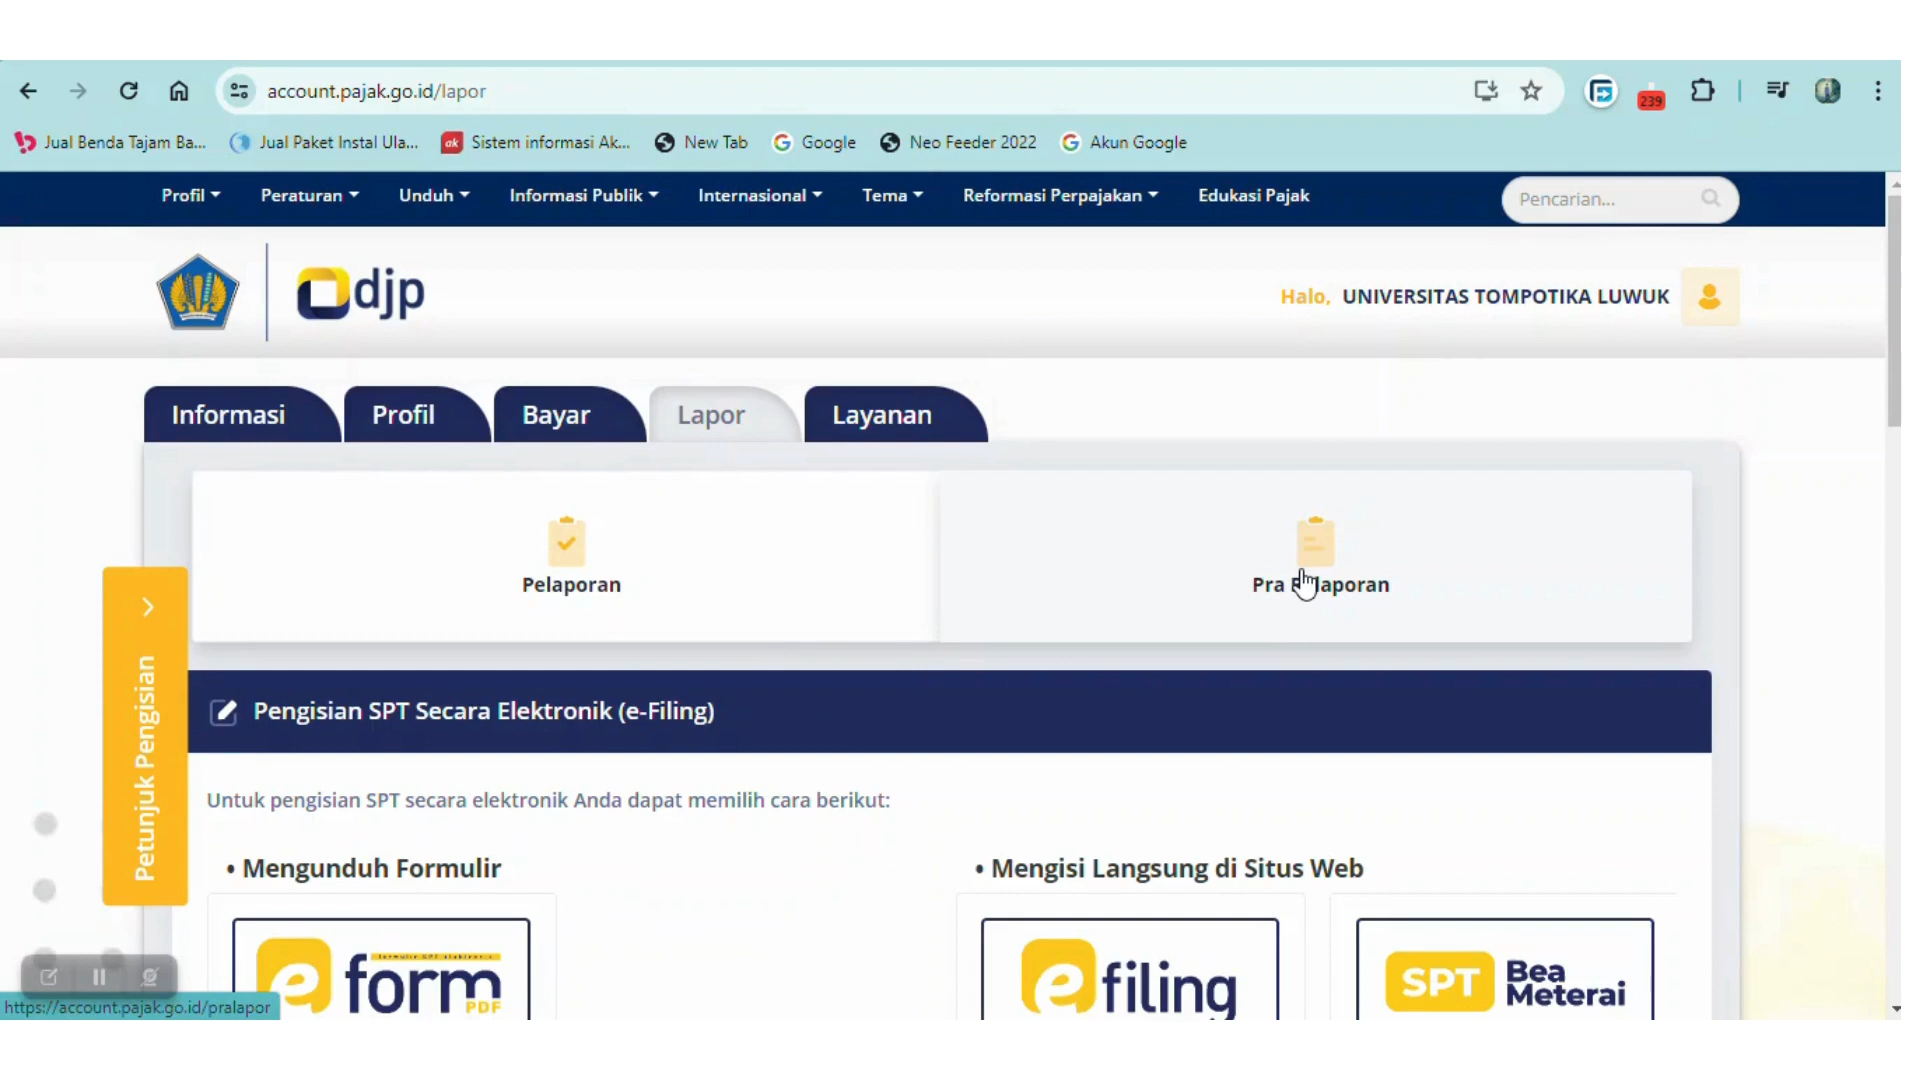 account.pajak.go.id/lapor
239
Jual Benda Tajam Ba... Jual Paket Instal Ula... ak Sistem informasi Ak... New Tab Google Neo Feeder 2022 Akun Google
Profil Peraturan Unduh Informasi Publik Internasional Tema Reformasi Perpajakan Edukasi Pajak Pencarian...
djp
Halo, UNIVERSITAS TOMPOTIKA LUWUK
Informasi Profil Bayar Lapor Layanan
Pelaporan Pra Pelaporan
Petunjuk Pengisian
Pengisian SPT Secara Elektronik (e-Filing)
Untuk pengisian SPT secara elektronik Anda dapat memilih cara berikut:
• Mengunduh Formulir • Mengisi Langsung di Situs Web
e form PDF
e filing
SPT Bea Meterai
https://account.pajak.go.id/pralapor